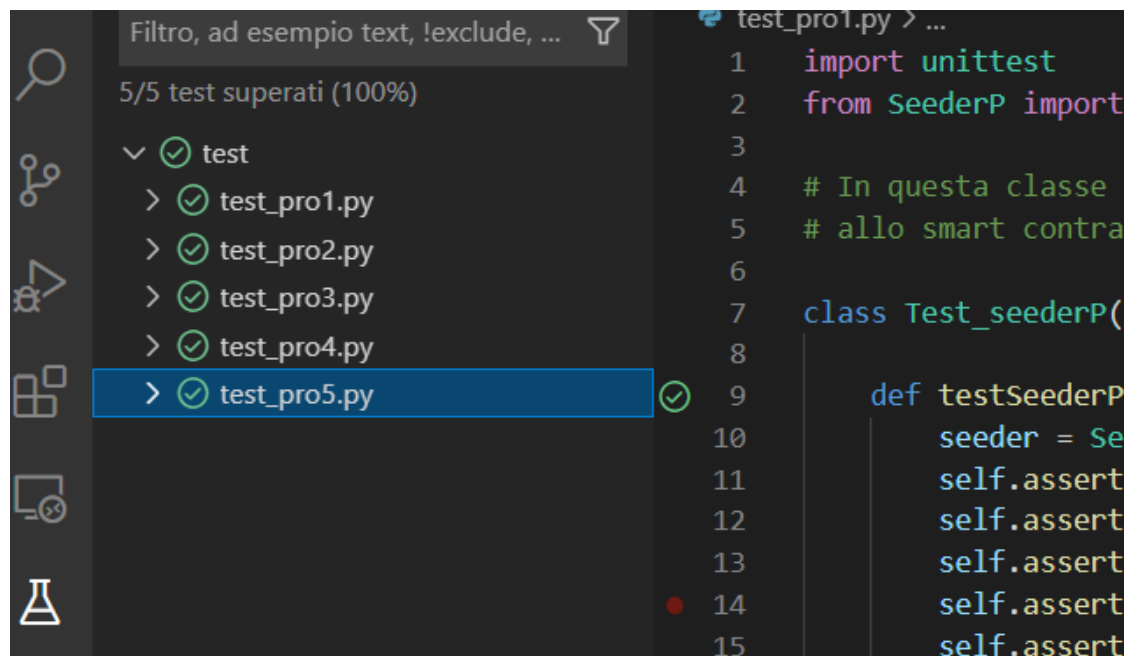 Filtro, ad esempio text, !exclude, ...
5/5 test superati (100%)
test
test_pro1.py
test_pro2.py
test_pro3.py
test_pro4.py
test_pro5.py
test_pro1.py > ...
1 import unittest
2 from SeederP import
3
4 # In questa classe
5 # allo smart contra
6
7 class Test_seederP(
8
9 def testSeederP
10 seeder = Se
11 self.assert
12 self.assert
13 self.assert
14 self.assert
15 self.assert